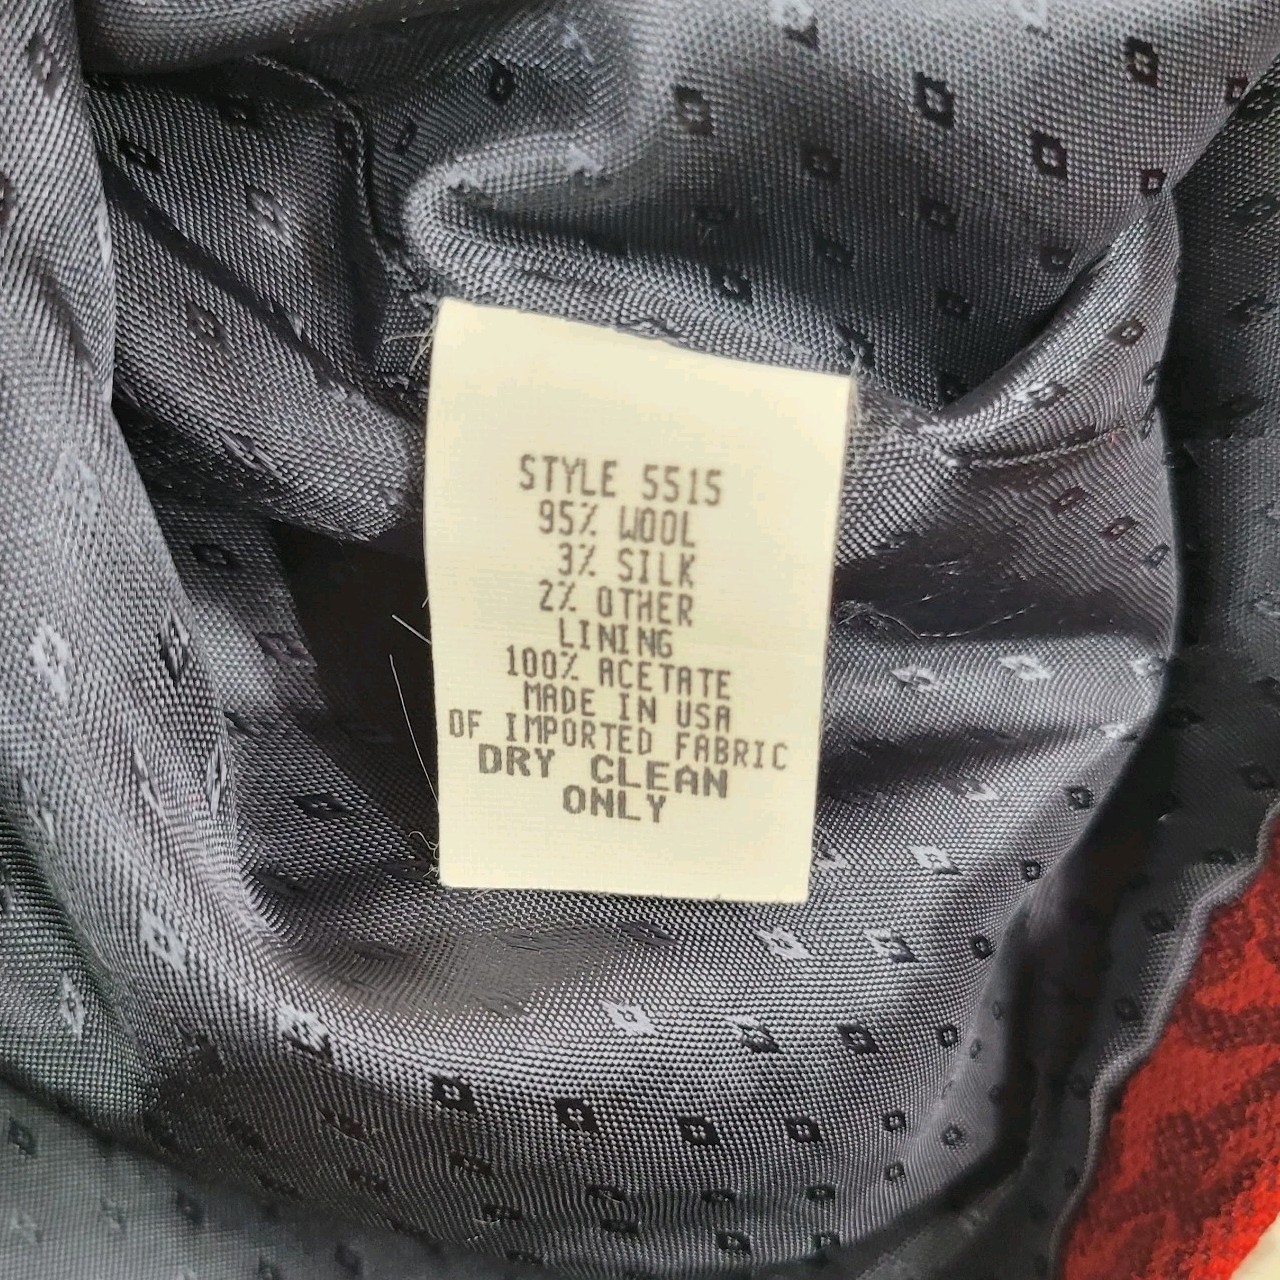 STYLE 5515
95% WOOL
3% SILK
2% OTHER
LINING
100% ACETATE
MADE IN USA
OF IMPORTED FABRIC
DRY CLEAN
ONLY